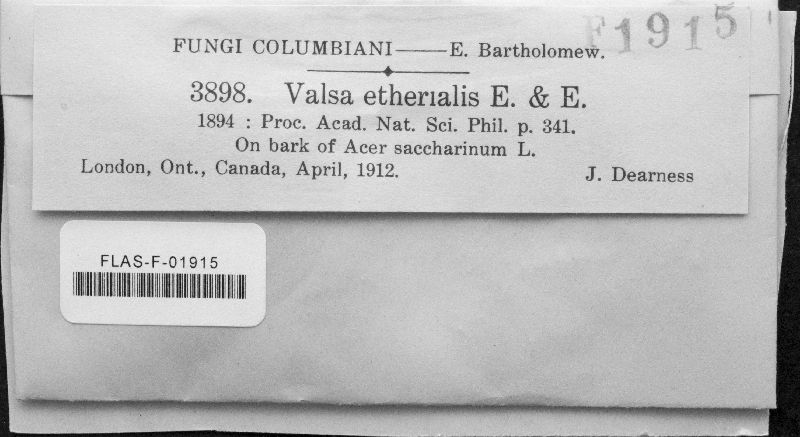 F1915
FUNGI COLUMBIANI——E. Bartholomew.
3898. Valsa etherialis E. & E.
1894 : Proc. Acad. Nat. Sci. Phil. p. 341.
On bark of Acer saccharinum L.
London, Ont., Canada, April, 1912. J. Dearness
FLAS-F-01915